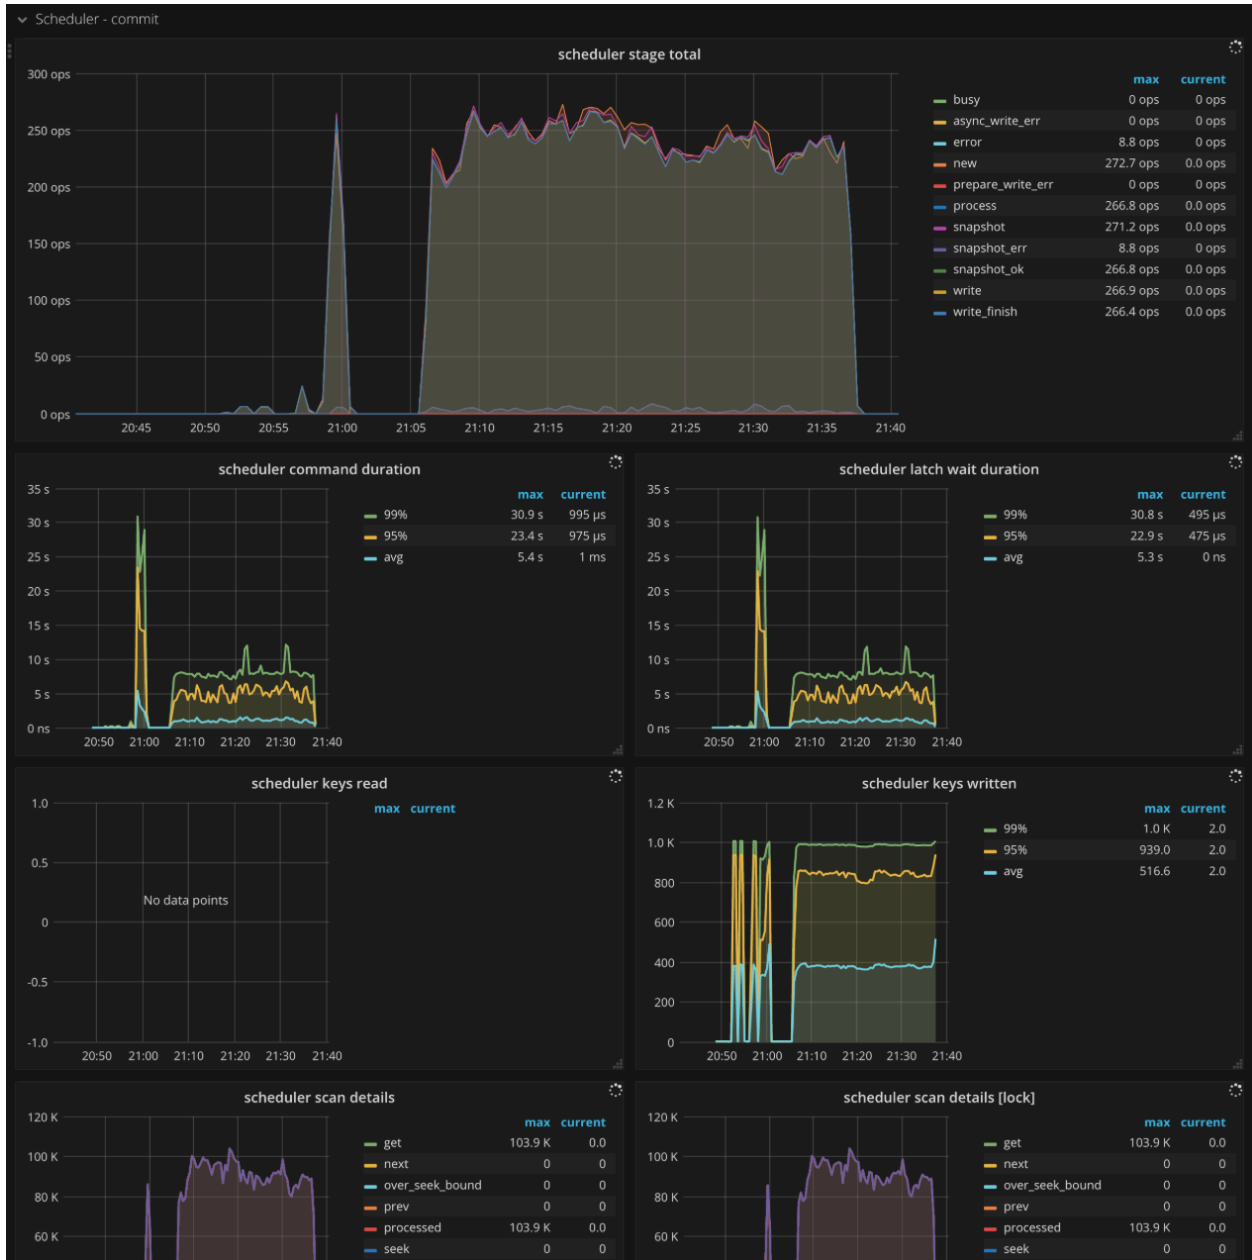 Scheduler - commit
scheduler stage total
300 ops
250 ops
200 ops
150 ops
100 ops
50 ops
0 ops
20:45 20:50 20:55 21:00 21:05 21:10 21:15 21:20 21:25 21:30 21:35 21:40
max current
busy 0 ops 0 ops
async_write_err 0 ops 0 ops
error 8.8 ops 0 ops
new 272.7 ops 0.0 ops
prepare_write_err 0 ops 0 ops
process 266.8 ops 0.0 ops
snapshot 271.2 ops 0.0 ops
snapshot_err 8.8 ops 0 ops
snapshot_ok 266.8 ops 0.0 ops
write 266.9 ops 0.0 ops
write_finish 266.4 ops 0.0 ops
scheduler command duration
35 s
30 s
25 s
20 s
15 s
10 s
5 s
0 ns
20:50 21:00 21:10 21:20 21:30 21:40
max current
99% 30.9 s 995 µs
95% 23.4 s 975 µs
avg 5.4 s 1 ms
scheduler latch wait duration
35 s
30 s
25 s
20 s
15 s
10 s
5 s
0 ns
20:50 21:00 21:10 21:20 21:30 21:40
max current
99% 30.8 s 495 µs
95% 22.9 s 475 µs
avg 5.3 s 0 ns
scheduler keys read
1.0
0.5
0
-0.5
-1.0
No data points
20:50 21:00 21:10 21:20 21:30 21:40
max current
scheduler keys written
1.2 K
1.0 K
800
600
400
200
0
20:50 21:00 21:10 21:20 21:30 21:40
max current
99% 1.0 K 2.0
95% 939.0 2.0
avg 516.6 2.0
scheduler scan details
120 K
100 K
80 K
60 K
max current
get 103.9 K 0.0
next 0 0
over_seek_bound 0 0
prev 0 0
processed 103.9 K 0.0
seek 0 0
scheduler scan details [lock]
120 K
100 K
80 K
60 K
max current
get 103.9 K 0.0
next 0 0
over_seek_bound 0 0
prev 0 0
processed 103.9 K 0.0
seek 0 0